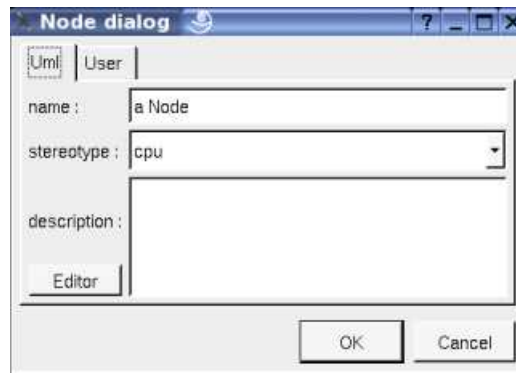 Node dialog
Uml User
name : a Node
stereotype : cpu
description :
Editor
OK Cancel